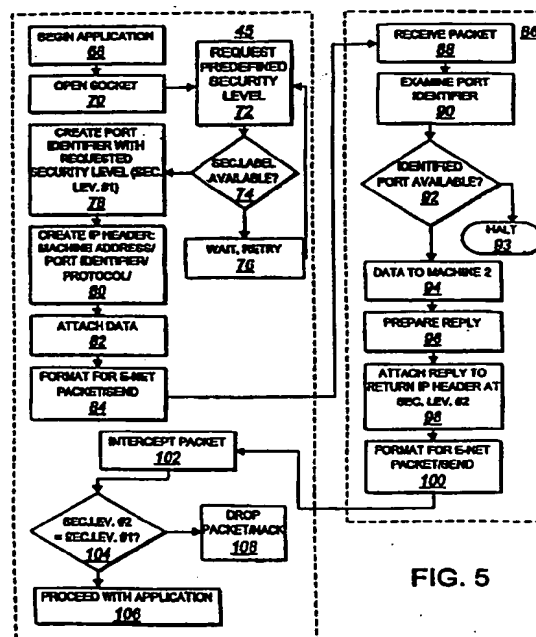 45
BEGIN APPLICATION
68
OPEN SOCKET
70
REQUEST
PREDEFINED
SECURITY
LEVEL
72
SEC.LABEL
AVAILABLE?
74
WAIT, RETRY
76
CREATE PORT
IDENTIFIER WITH
REQUESTED
SECURITY LEVEL (SEC.
LEV. #1)
78
CREATE IP HEADER:
MACHINE ADDRESS/
PORT IDENTIFIER/
PROTOCOL/
80
ATTACH DATA
82
FORMAT FOR E-NET
PACKET/SEND
84
86
RECEIVE PACKET
88
EXAMINE PORT
IDENTIFIER
90
IDENTIFIED
PORT AVAILABLE?
92
HALT
93
DATA TO MACHINE 2
94
PREPARE REPLY
96
ATTACH REPLY TO
RETURN IP HEADER AT
SEC. LEV. #2
98
FORMAT FOR E-NET
PACKET/SEND
100
INTERCEPT PACKET
102
SEC.LEV. #2
= SEC.LEV. #1?
104
DROP
PACKET/NACK
108
PROCEED WITH APPLICATION
106
FIG. 5